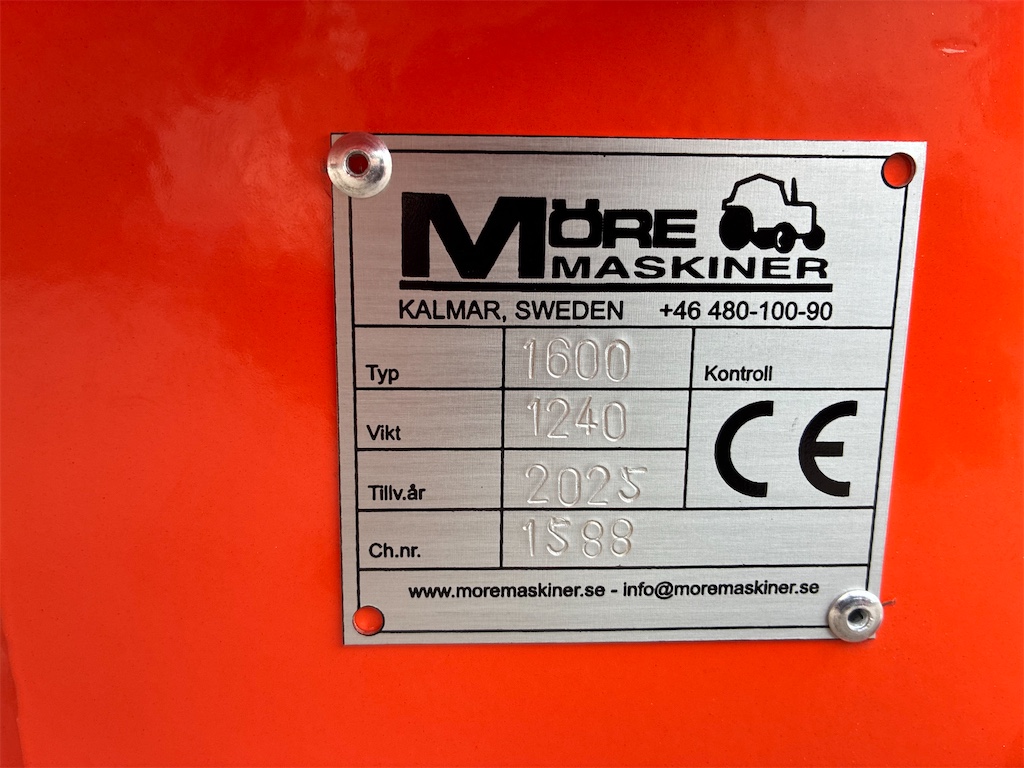 MÖRE
MASKINER
KALMAR, SWEDEN +46 480-100-90
Typ 1600 Kontroll
Vikt 1240 CE
Tillv.år 2025
Ch.nr. 1588
www.moremaskiner.se - info@moremaskiner.se